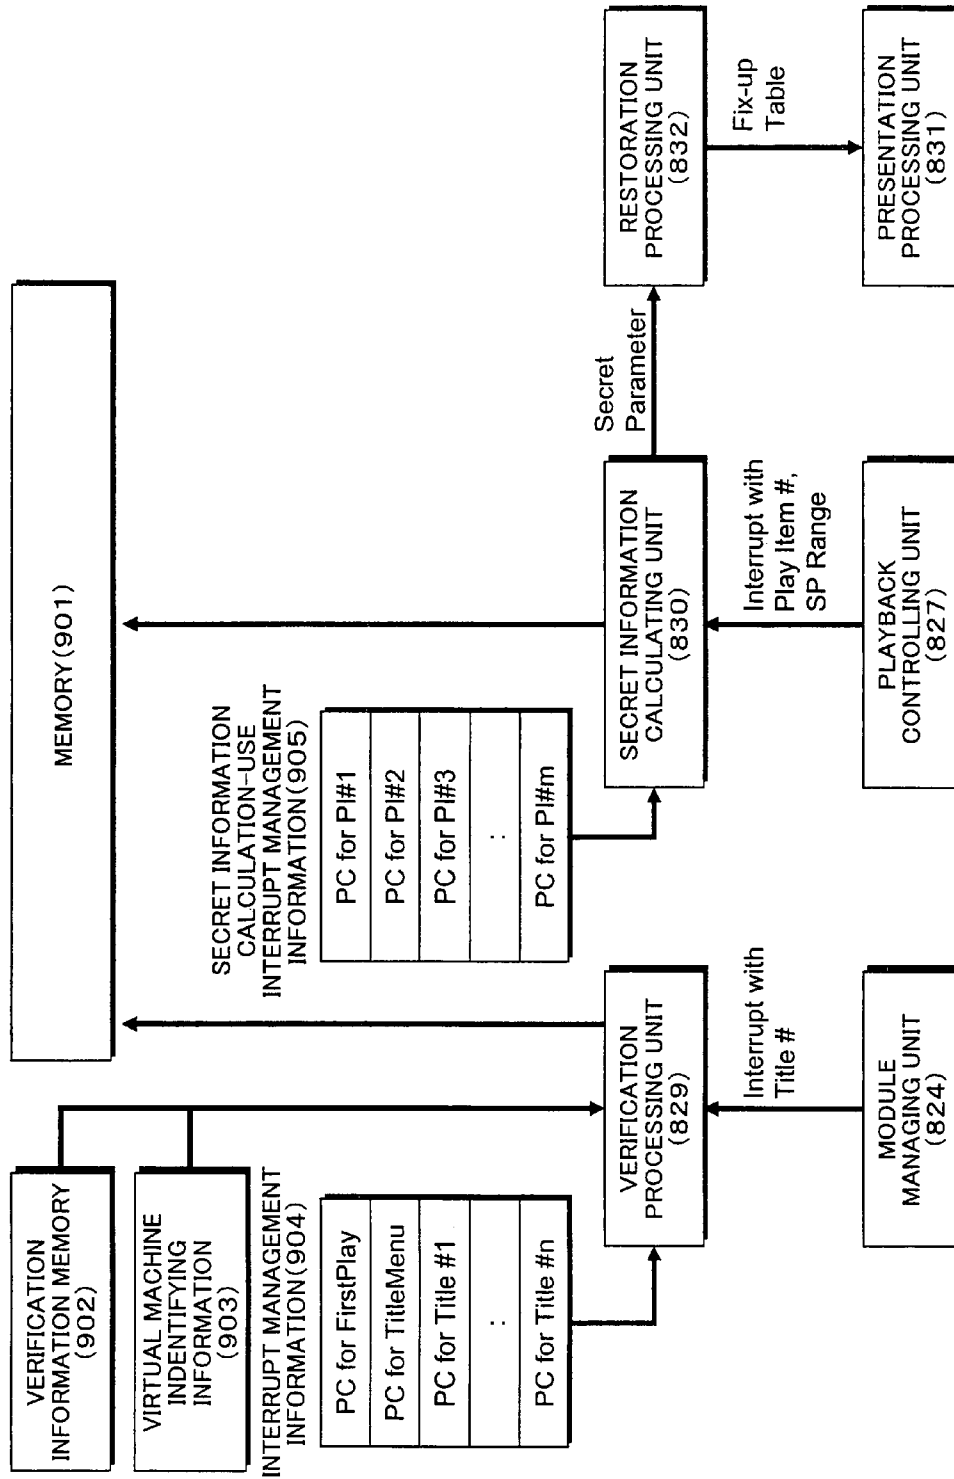 VERIFICATION
INFORMATION MEMORY
(902)
VIRTUAL MACHINE
INDENTIFYING
INFORMATION
(903)
MEMORY(901)
INTERRUPT MANAGEMENT
INFORMATION(904)
PC for FirstPlay
PC for TitleMenu
PC for Title #1
:
PC for Title #n
SECRET INFORMATION
CALCULATION-USE
INTERRUPT MANAGEMENT
INFORMATION(905)
PC for PI#1
PC for PI#2
PC for PI#3
:
PC for PI#m
VERIFICATION
PROCESSING UNIT
(829)
SECRET INFORMATION
CALCULATING UNIT
(830)
Secret
Parameter
RESTORATION
PROCESSING UNIT
(832)
Interrupt with
Title #
Interrupt with
Play Item #,
SP Range
Fix-up
Table
MODULE
MANAGING UNIT
(824)
PLAYBACK
CONTROLLING UNIT
(827)
PRESENTATION
PROCESSING UNIT
(831)